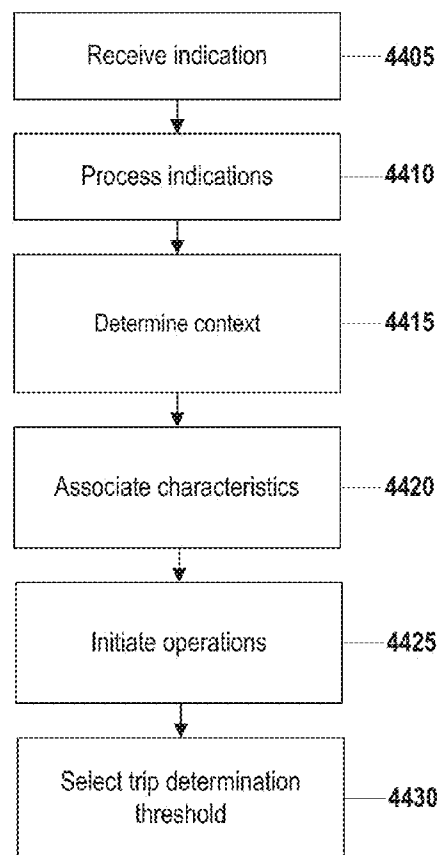 Receive indication 4405
Process indications 4410
Determine context 4415
Associate characteristics 4420
Initiate operations 4425
Select trip determination
threshold 4430